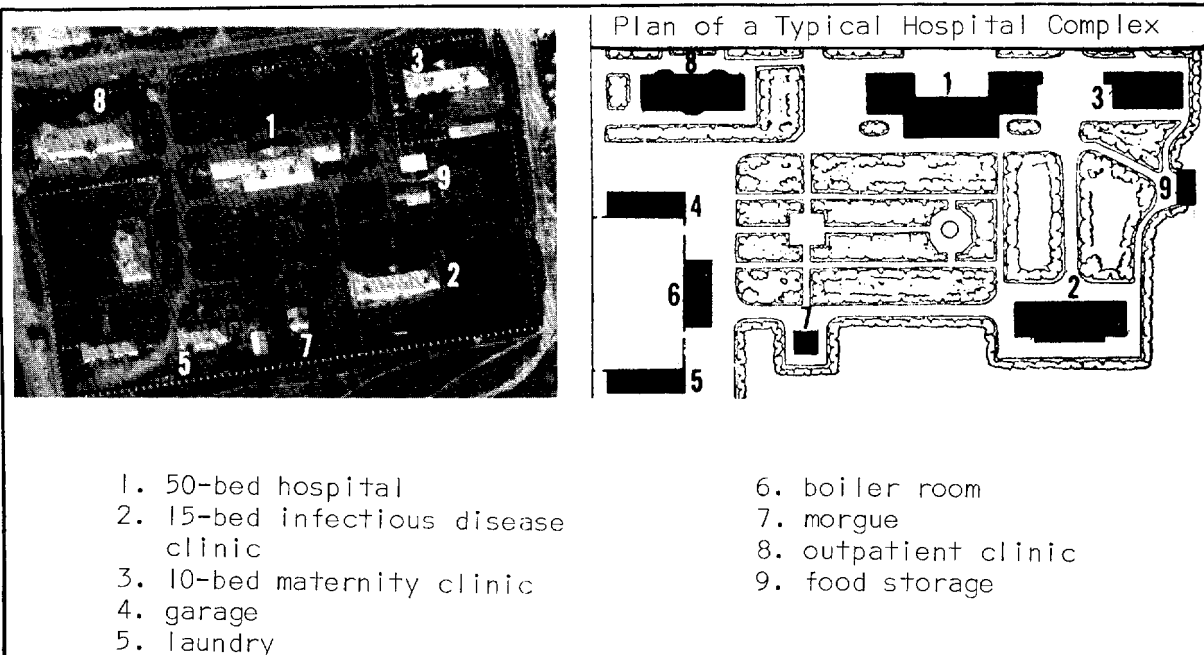 Plan of a Typical Hospital Complex
8
3
1
9
2
5
7
8
1
3
4
9
6
2
7
5
1. 50-bed hospital
2. 15-bed infectious disease
clinic
3. 10-bed maternity clinic
4. garage
5. laundry
6. boiler room
7. morgue
8. outpatient clinic
9. food storage